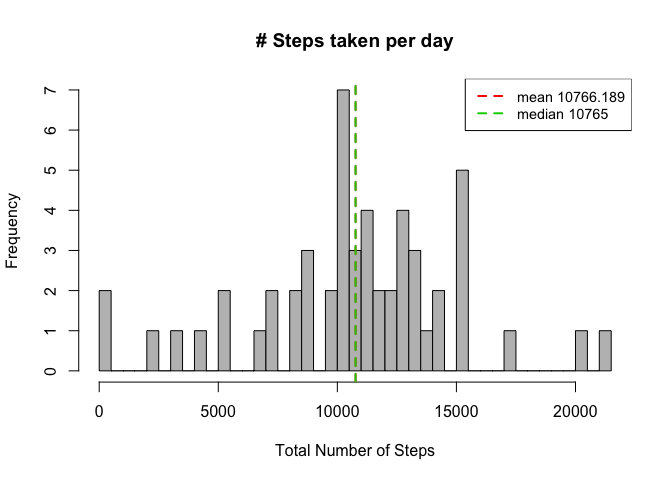 # Steps taken per day
mean 10766.189
median 10765
Frequency
7
6
5
4
3
2
1
0
0 5000 10000 15000 20000
Total Number of Steps